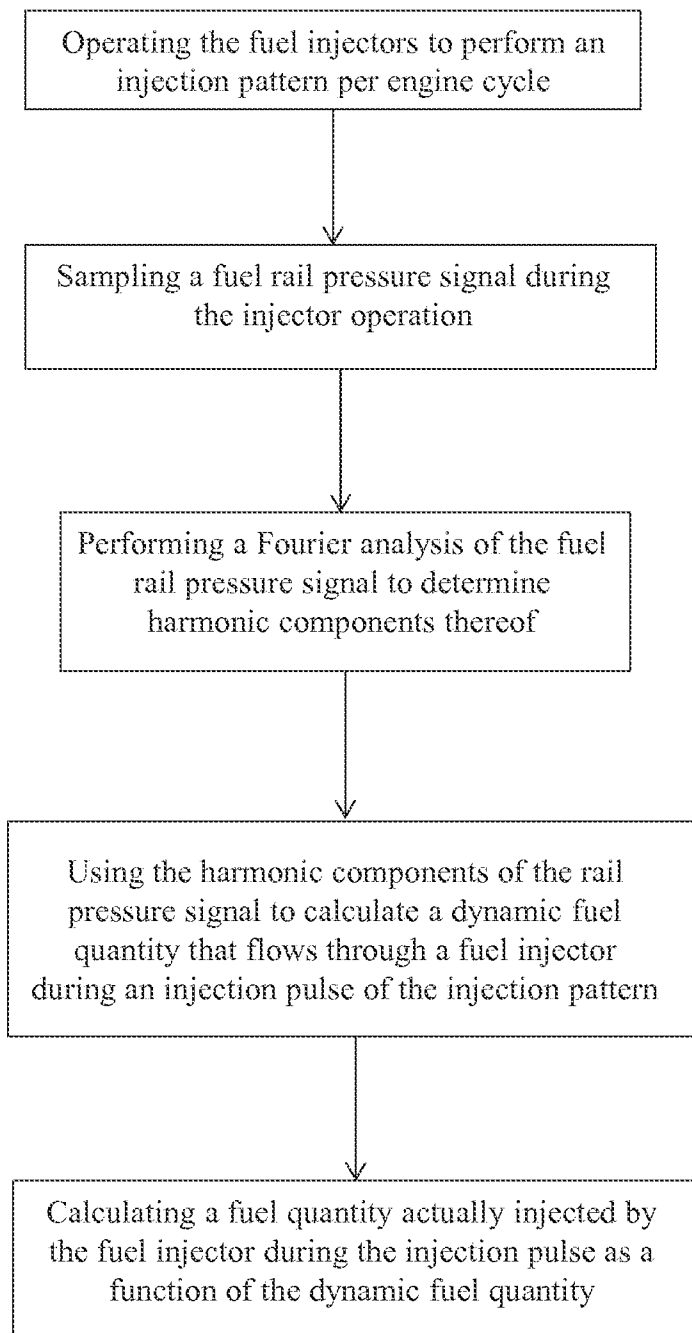 Operating the fuel injectors to perform an
injection pattern per engine cycle
Sampling a fuel rail pressure signal during
the injector operation
Performing a Fourier analysis of the fuel
rail pressure signal to determine
harmonic components thereof
Using the harmonic components of the rail
pressure signal to calculate a dynamic fuel
quantity that flows through a fuel injector
during an injection pulse of the injection pattern
Calculating a fuel quantity actually injected by
the fuel injector during the injection pulse as a
function of the dynamic fuel quantity